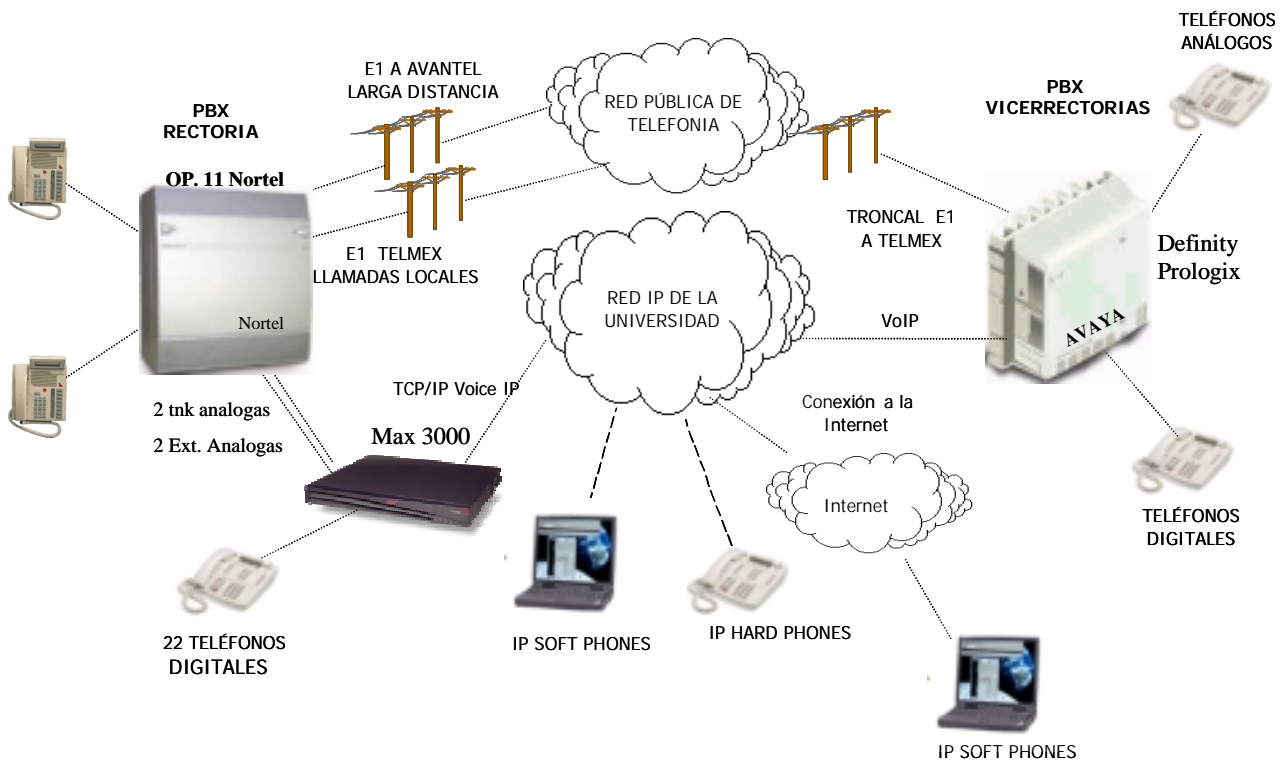 TELÉFONOS
ANÁLOGOS
E1 A AVANTEL
LARGA DISTANCIA
RED PÚBLICA DE
TELEFONIA
PBX
RECTORIA
PBX
VICERRECTORIAS
OP. 11 Nortel
TRONCAL E1
A TELMEX
E1 TELMEX
LLAMADAS LOCALES
Definity
Prologix
RED IP DE LA
UNIVERSIDAD
Nortel
VoIP
AVAYA
TCP/IP Voice IP
2 tnk analogas
2 Ext. Analogas
Max 3000
Conexión a la
Internet
Internet
TELÉFONOS
DIGITALES
22 TELÉFONOS
DIGITALES
IP SOFT PHONES
IP HARD PHONES
IP SOFT PHONES